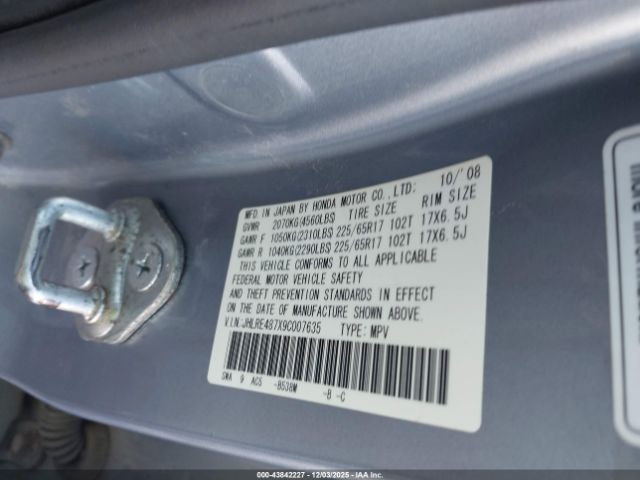 MFD. IN JAPAN BY HONDA MOTOR CO., LTD: 10/'08
GVWR 2070KG(4560LBS) TIRE SIZE RIM SIZE
GAWR F 1050KG(2310LBS) 225/65R17 102T 17X6.5J
GAWR R 1040KG(2290LBS) 225/65R17 102T 17X6.5J
THIS VEHICLE CONFORMS TO ALL APPLICABLE
FEDERAL MOTOR VEHICLE SAFETY
AND THEFT PREVENTION STANDARDS IN EFFECT
ON THE DATE OF MANUFACTURE SHOWN ABOVE.
V.I.N: JHLRE487X9C007635 TYPE: MPV
SWA 9 ACS -B538M -B -C
000-43842227 - 12/03/2025 - IAAI.COM